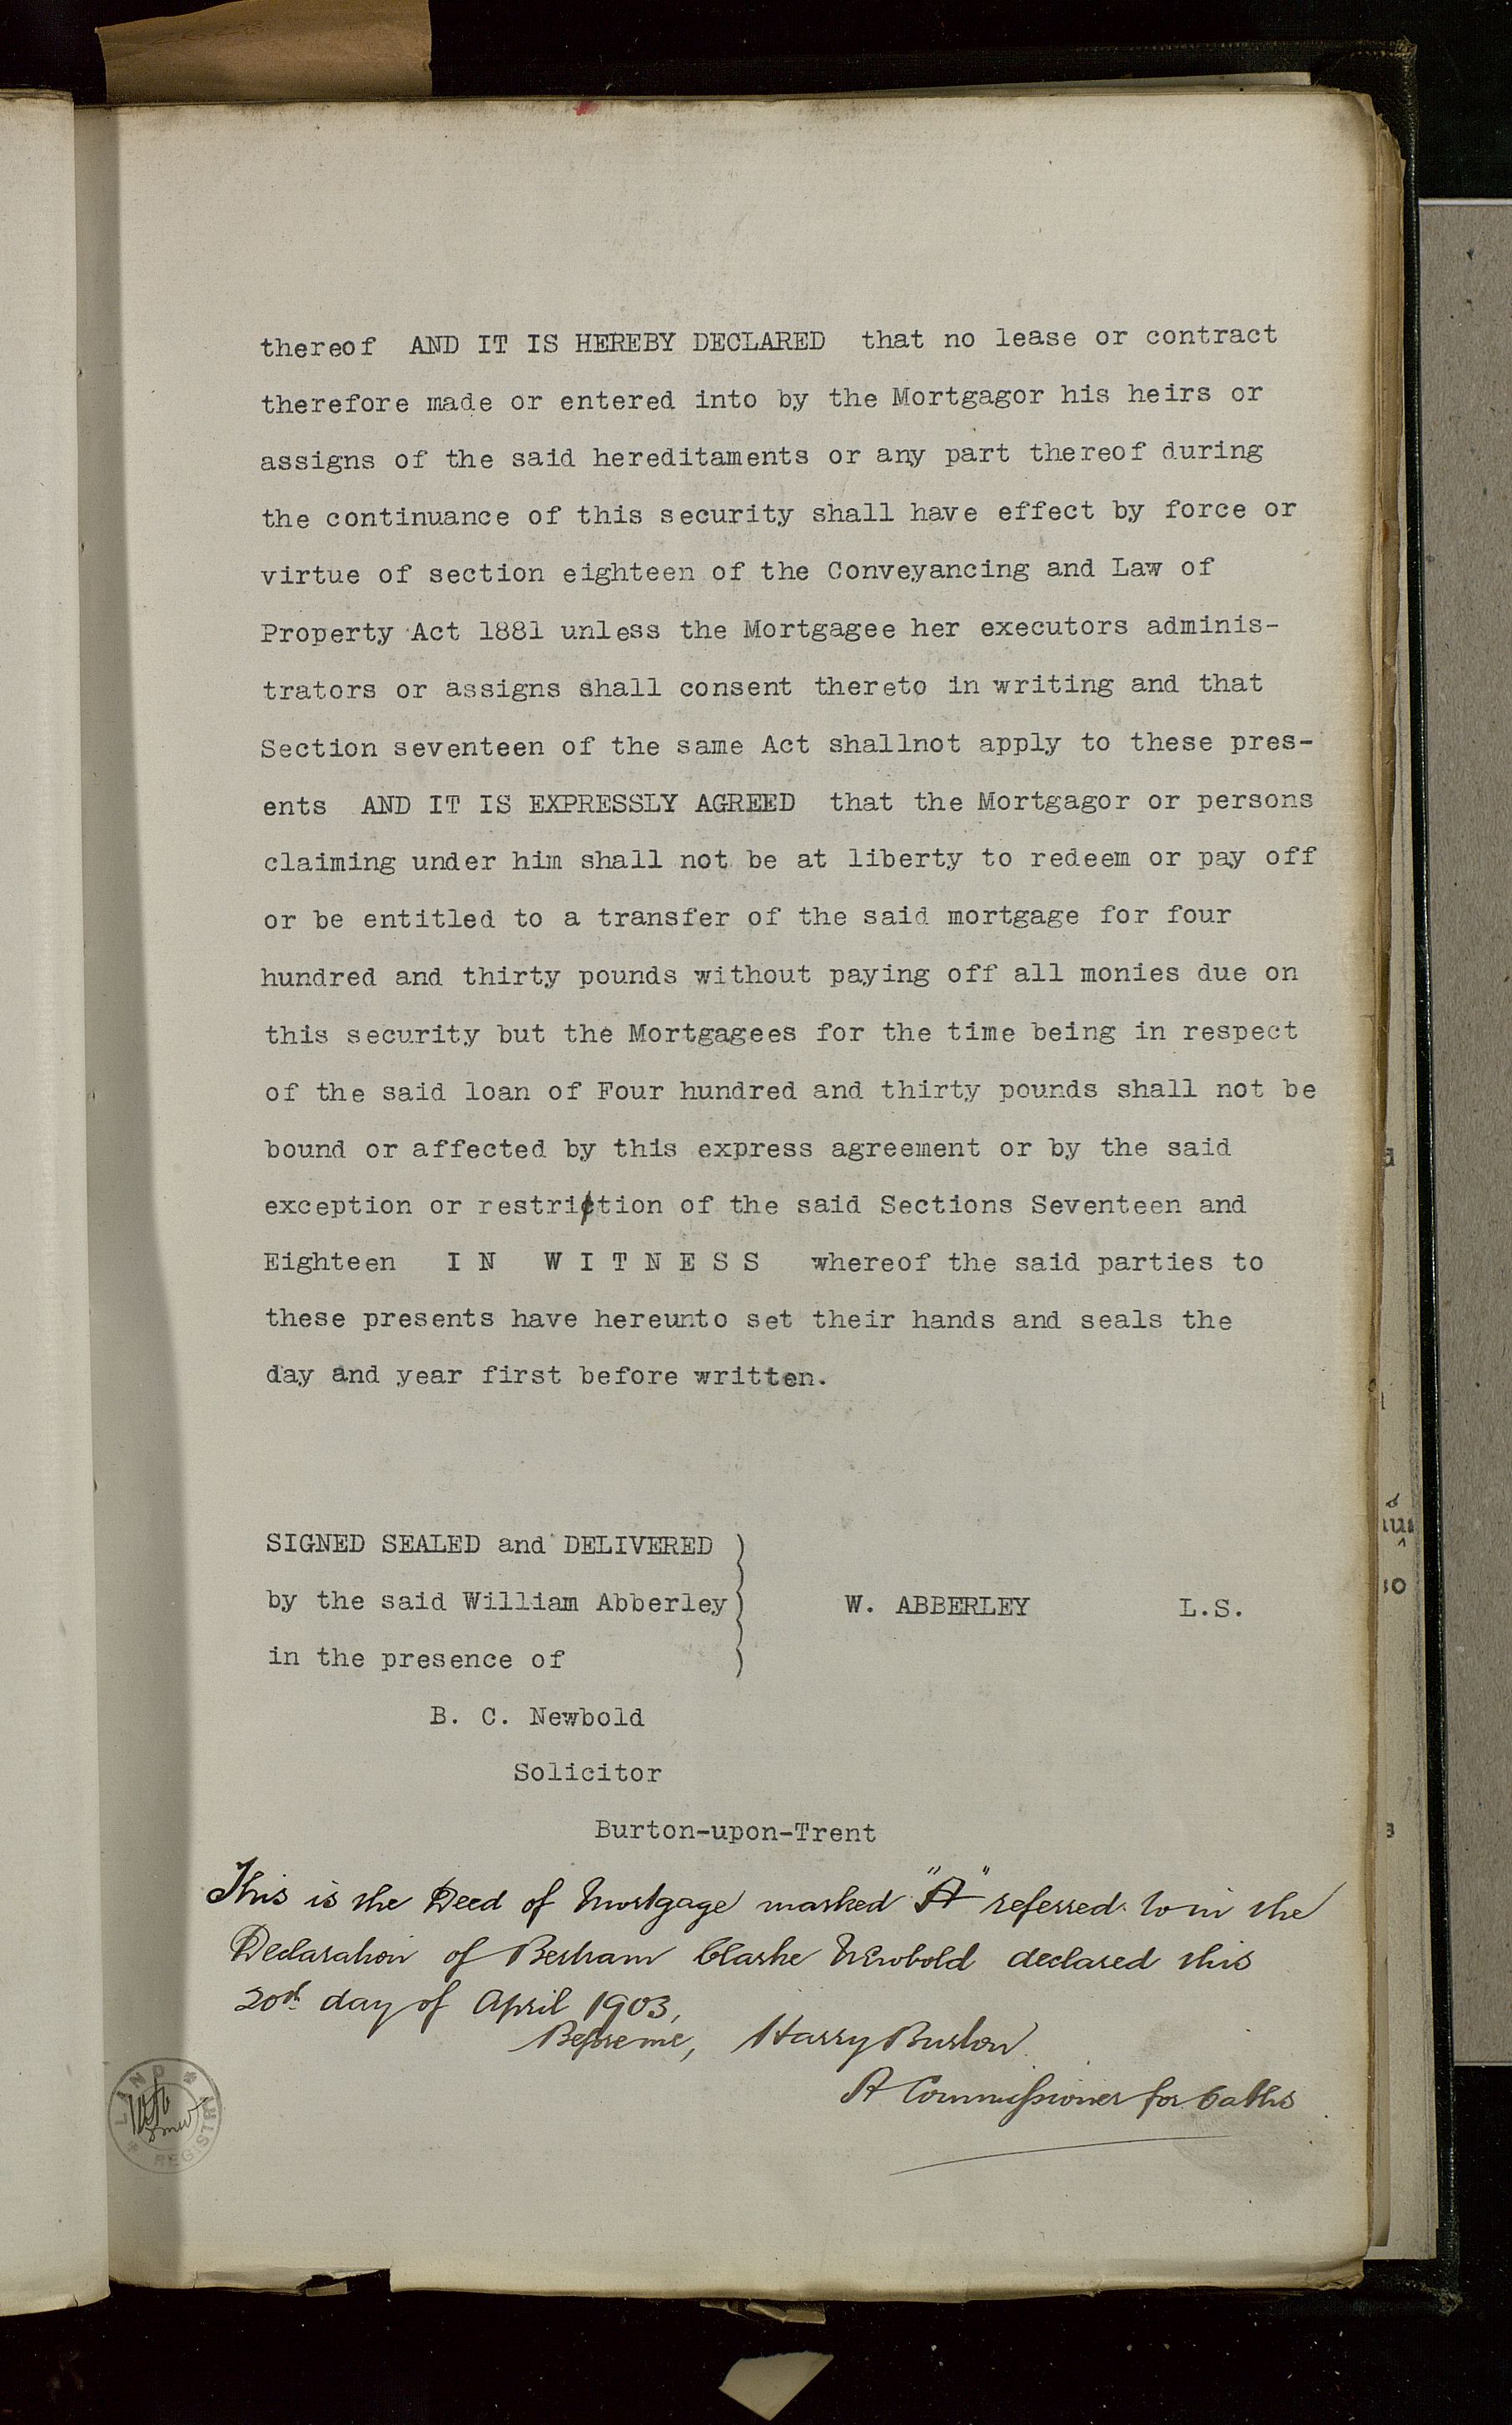 thereof AND IT IS HEREBY DECLARED that no lease or contract
therefore made or entered into by the Mortgagor his heirs or
assigns of the said hereditaments or any part thereof during
the continuance of this security shall have effect by force or
virtue of section eighteen of the Conveyancing and Law of
Property Act 1881 unless the Mortgagee her executors adminis-
trators or assigns shall consent thereto in writing and that
Section seventeen of the same Act shallnot apply to these pres-
ents AND IT IS EXPRESSLY AGREED that the Mortgagor or persons
claiming under him shall not be at liberty to redeem or pay off
or be entitled to a transfer of the said mortgage for four
hundred and thirty pounds without paying off all monies due on
this security but the Mortgagees for the time being in respect
of the said loan of Four hundred and thirty pounds shall not be
bound or affected by this express agreement or by the said
exception or restriction of the said Sections Seventeen and
Eighteen I N W I T N E S S whereof the said parties to
these presents have hereunto set their hands and seals the
day and year first before written.
SIGNED SEALED and DELIVERED )
by the said William Abberley ) W. ABBERLEY L.S.
in the presence of )
B. C. Newbold
Solicitor
Burton-upon-Trent
This is the Deed of Mortgage marked "A" referred to in the
Declaration of Bertram Clarke Newbold declared this
20th day of April 1903,
Before me, Harry Burton
A Commissioner for Oaths
LAND REGISTRY